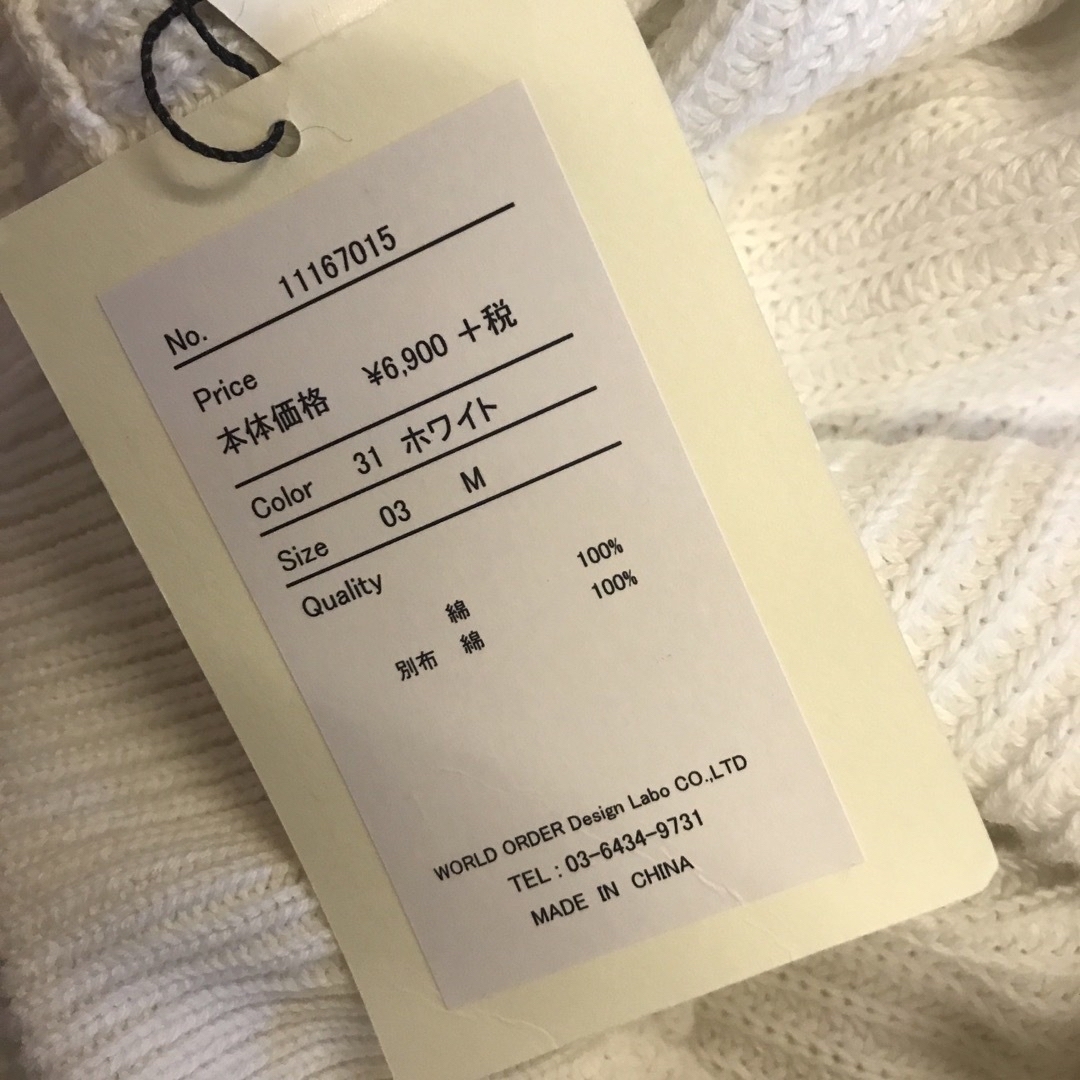 No. 11167015
Price
本体価格 ¥6,900 +税
Color 31 ホワイト
Size 03 M
Quality
綿 100%
別布 綿 100%
WORLD ORDER Design Labo CO.,LTD
TEL : 03-6434-9731
MADE IN CHINA